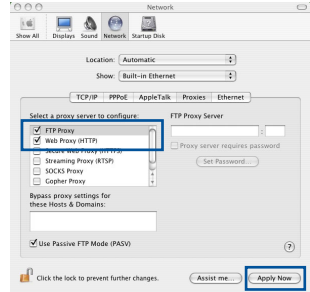 Network
Show All Displays Sound Network Startup Disk
Location: Automatic
Show: Built-in Ethernet
TCP/IP PPPoE AppleTalk Proxies Ethernet
Select a proxy server to configure: FTP Proxy Server
FTP Proxy
Web Proxy (HTTP)
Secure Web Proxy (HTTPS)
Streaming Proxy (RTSP)
SOCKS Proxy
Gopher Proxy
:
Proxy server requires password
Set Password...
Bypass proxy settings for
these Hosts & Domains:
Use Passive FTP Mode (PASV)
?
Click the lock to prevent further changes.
Assist me... Apply Now